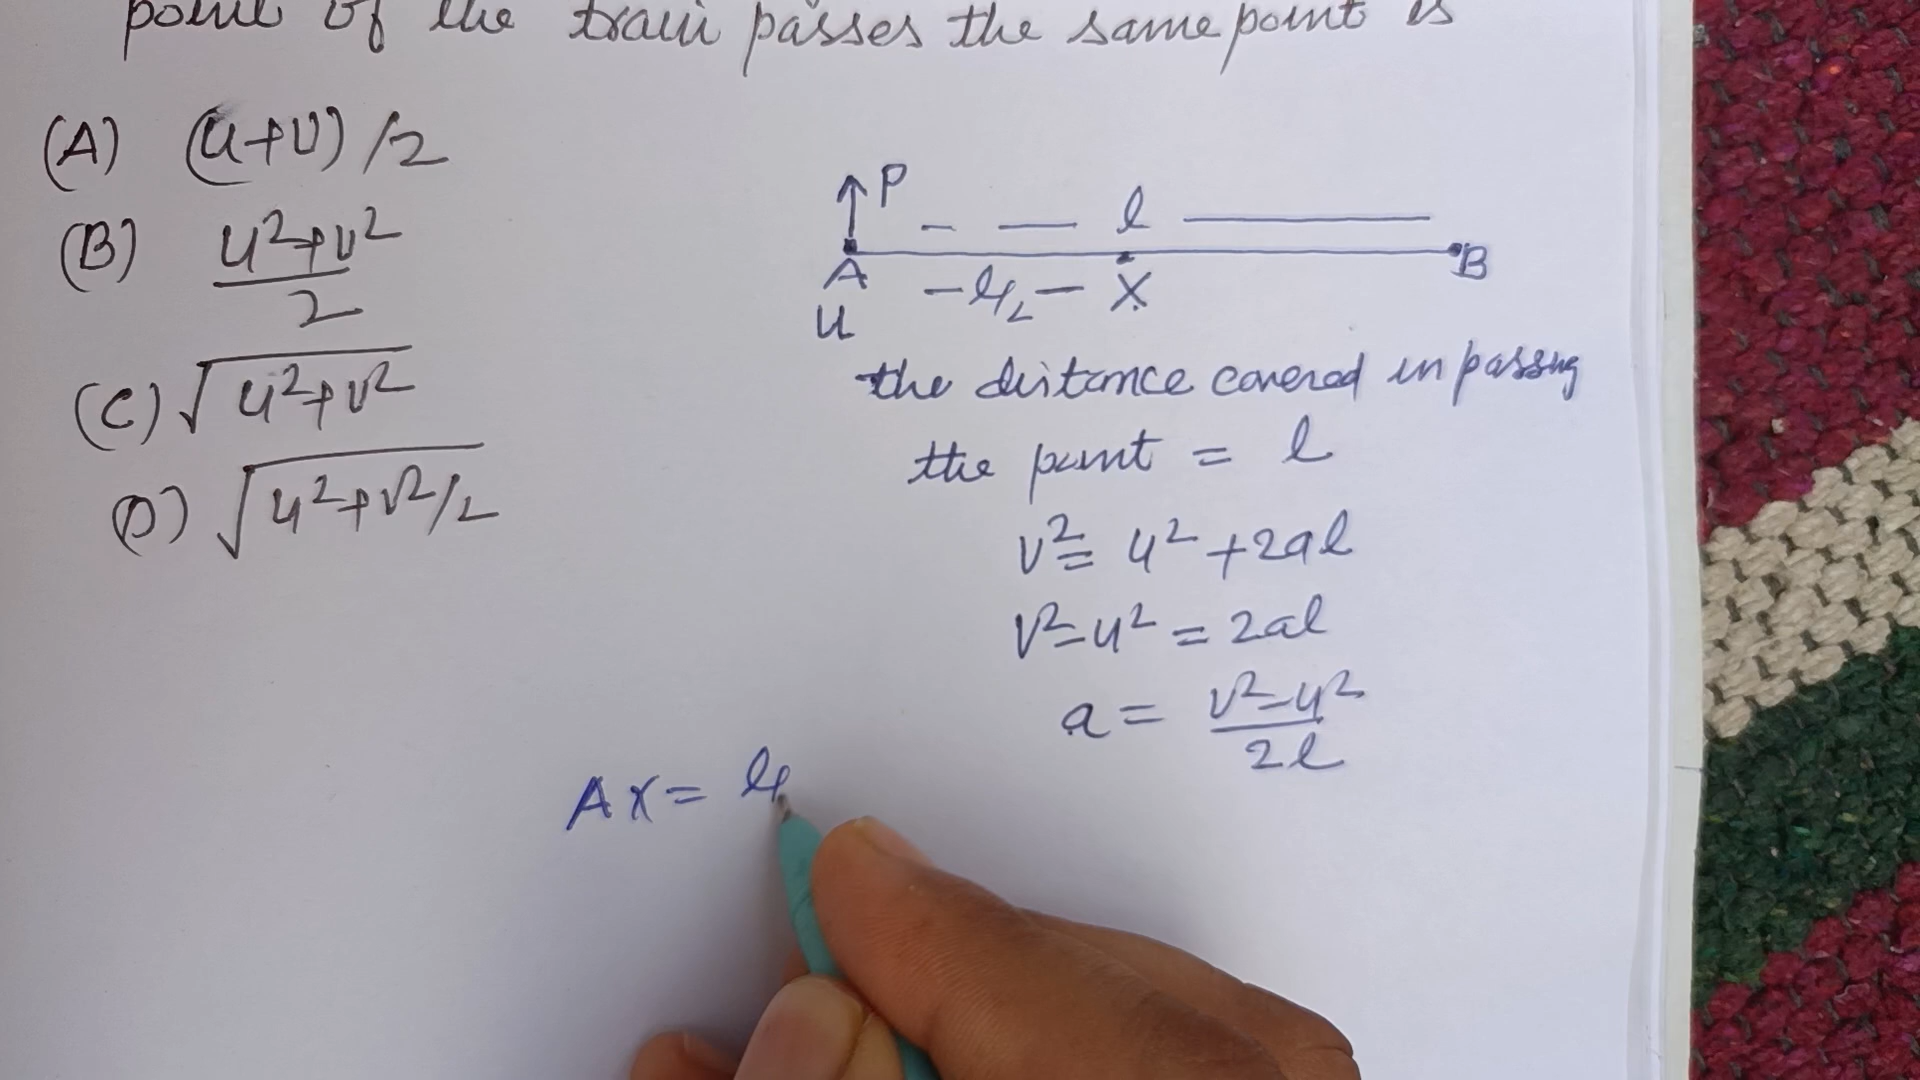 point of the train passes the same point is
(A) (u+v)/2
(B) u²+v²
2
(C) √u²+v²
(D) √u²+v²/2
P
l
A l/2 X B
u
the distance covered in passing
the point = l
v² = u² + 2al
v² - u² = 2al
a = v² - u²
2l
AX = l/